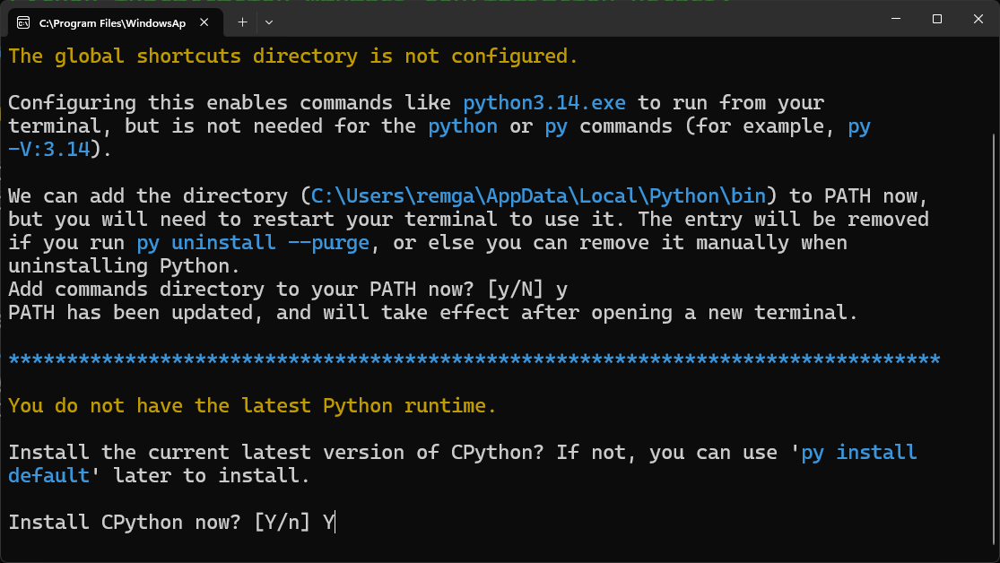 C:\Program Files\WindowsAp
The global shortcuts directory is not configured.
Configuring this enables commands like python3.14.exe to run from your
terminal, but is not needed for the python or py commands (for example, py
-V:3.14).
We can add the directory (C:\Users\remga\AppData\Local\Python\bin) to PATH now,
but you will need to restart your terminal to use it. The entry will be removed
if you run py uninstall --purge, or else you can remove it manually when
uninstalling Python.
Add commands directory to your PATH now? [y/N] y
PATH has been updated, and will take effect after opening a new terminal.
********************************************************************************
You do not have the latest Python runtime.
Install the current latest version of CPython? If not, you can use 'py install
default' later to install.
Install CPython now? [Y/n] Y